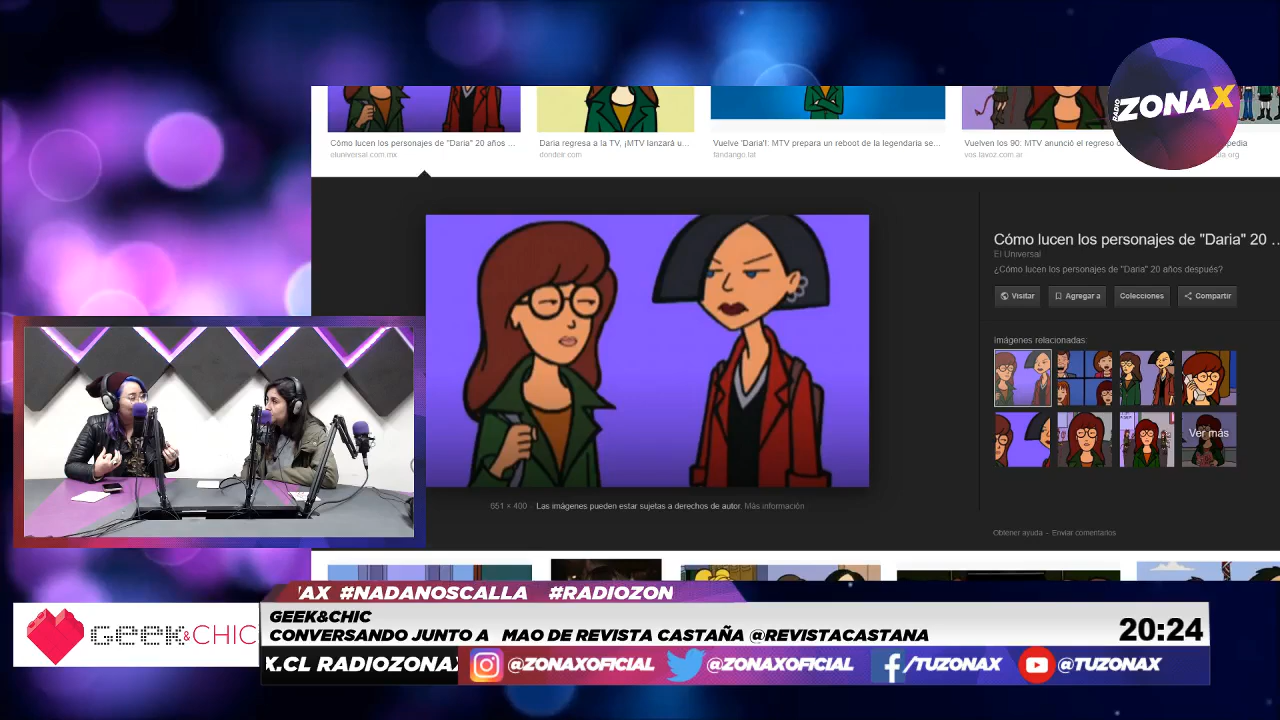 Cómo lucen los personajes de "Daria" 20 años ...
eluniversal.com.mx
Daria regresa a la TV, ¡MTV lanzará u...
dondeir.com
Vuelve 'Daria'!: MTV prepara un reboot de la legendaria se...
fandango.lat
Vuelven los 90: MTV anunció el regreso
vos.lavoz.com.ar
RADIO
ZONAX
Cómo lucen los personajes de "Daria" 20 ...
El Universal
¿Cómo lucen los personajes de "Daria" 20 años después?
Visitar
Agregar a
Colecciones
Compartir
Imágenes relacionadas:
Ver más
651 × 400 - Las imágenes pueden estar sujetas a derechos de autor. Más información
Obtener ayuda - Enviar comentarios
'AX #NADANOSCALLA #RADIOZON
GEEK&CHIC
GEEK&CHIC
CONVERSANDO JUNTO A MAO DE REVISTA CASTAÑA @REVISTACASTANA
20:24
X.CL RADIOZONAX
@ZONAXOFICIAL
@ZONAXOFICIAL
/TUZONAX
@TUZONAX